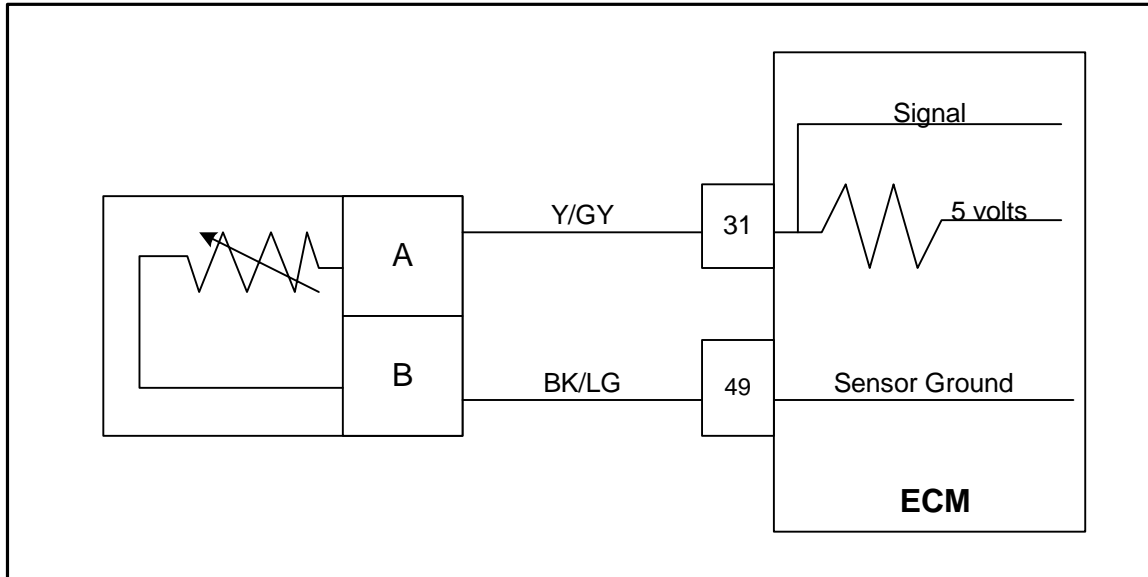 Signal
Y/GY
31
5 volts
A
B
BK/LG
49
Sensor Ground
ECM